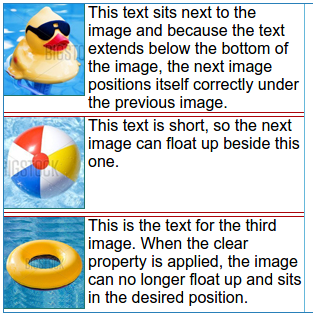 This text sits next to the
image and because the text
extends below the bottom of
the image, the next image
positions itself correctly under
the previous image.
This text is short, so the next
image can float up beside this
one.
This is the text for the third
image. When the clear
property is applied, the image
can no longer float up and sits
in the desired position.